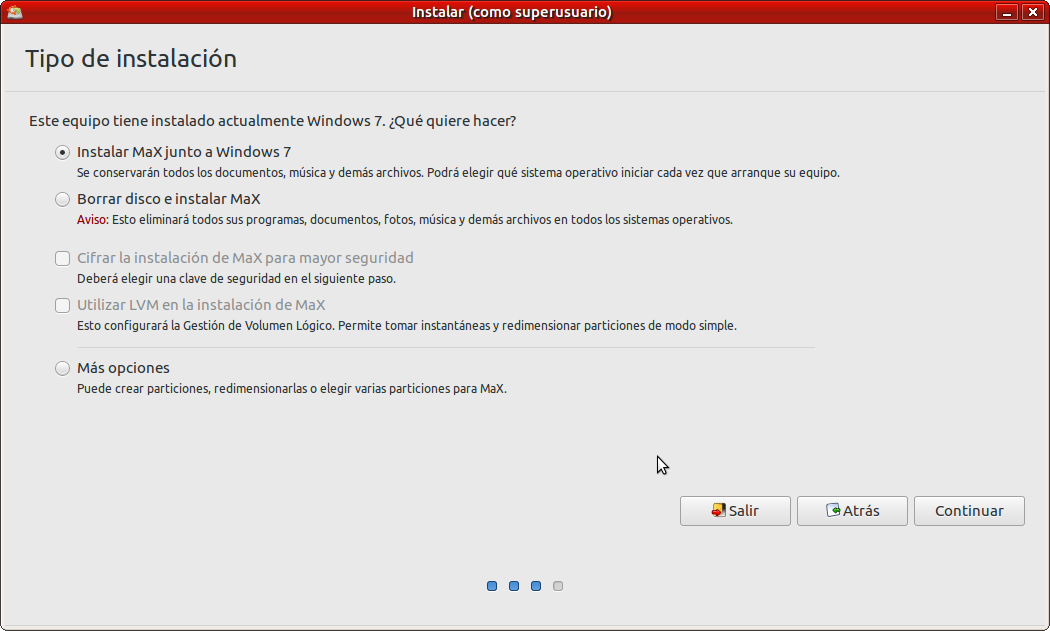 Instalar (como superusuario)
Tipo de instalación
Este equipo tiene instalado actualmente Windows 7. ¿Qué quiere hacer?
Instalar MaX junto a Windows 7
Se conservarán todos los documentos, música y demás archivos. Podrá elegir qué sistema operativo iniciar cada vez que arranque su equipo.
Borrar disco e instalar MaX
Aviso: Esto eliminará todos sus programas, documentos, fotos, música y demás archivos en todos los sistemas operativos.
Cifrar la instalación de MaX para mayor seguridad
Deberá elegir una clave de seguridad en el siguiente paso.
Utilizar LVM en la instalación de MaX
Esto configurará la Gestión de Volumen Lógico. Permite tomar instantáneas y redimensionar particiones de modo simple.
Más opciones
Puede crear particiones, redimensionarlas o elegir varias particiones para MaX.
Salir Atrás Continuar